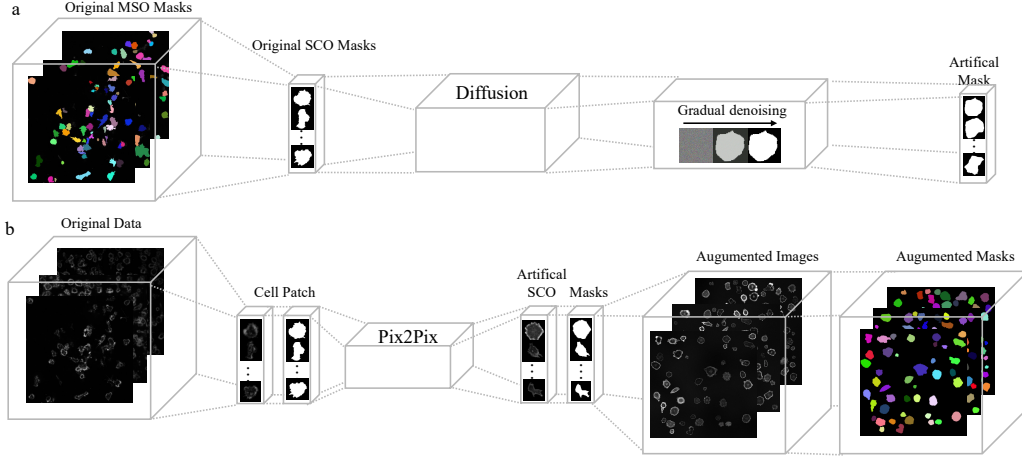 a
Original MSO Masks
Original SCO Masks
Diffusion
Gradual denoising
Artifical
Mask
b
Original Data
Cell Patch
Pix2Pix
Artifical
SCO Masks
Augumented Images
Augumented Masks